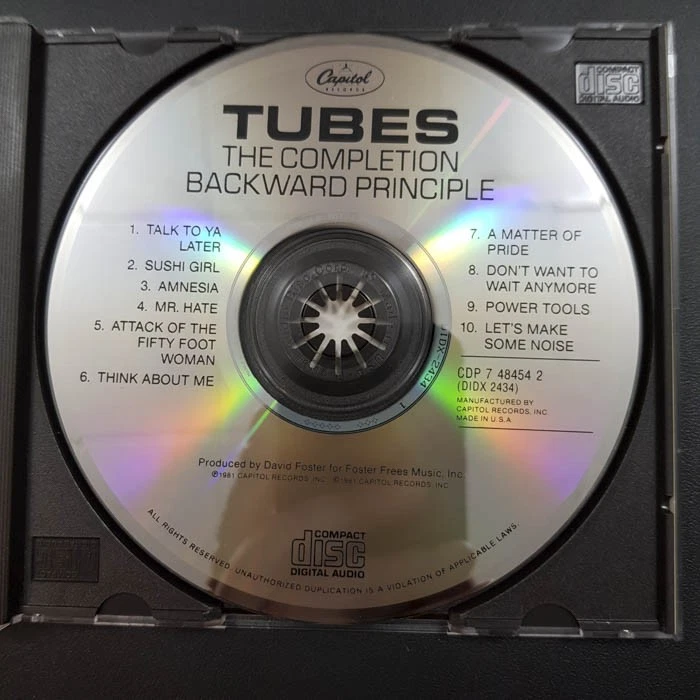 Capitol
RECORDS
COMPACT
disc
DIGITAL AUDIO
TUBES
THE COMPLETION
BACKWARD PRINCIPLE
1. TALK TO YA
LATER
2. SUSHI GIRL
3. AMNESIA
4. MR. HATE
5. ATTACK OF THE
FIFTY FOOT
WOMAN
6. THINK ABOUT ME
7. A MATTER OF
PRIDE
8. DON'T WANT TO
WAIT ANYMORE
9. POWER TOOLS
10. LET'S MAKE
SOME NOISE
CDP 7 48454 2
(DIDX 2434)
MANUFACTURED BY
CAPITOL RECORDS, INC.
MADE IN U.S.A.
DIDX-2434 1
Produced by David Foster for Foster Frees Music, Inc.
℗1981 CAPITOL RECORDS, INC. ©1981 CAPITOL RECORDS, INC.
COMPACT
disc
DIGITAL AUDIO
ALL RIGHTS RESERVED. UNAUTHORIZED DUPLICATION IS A VIOLATION OF APPLICABLE LAWS.